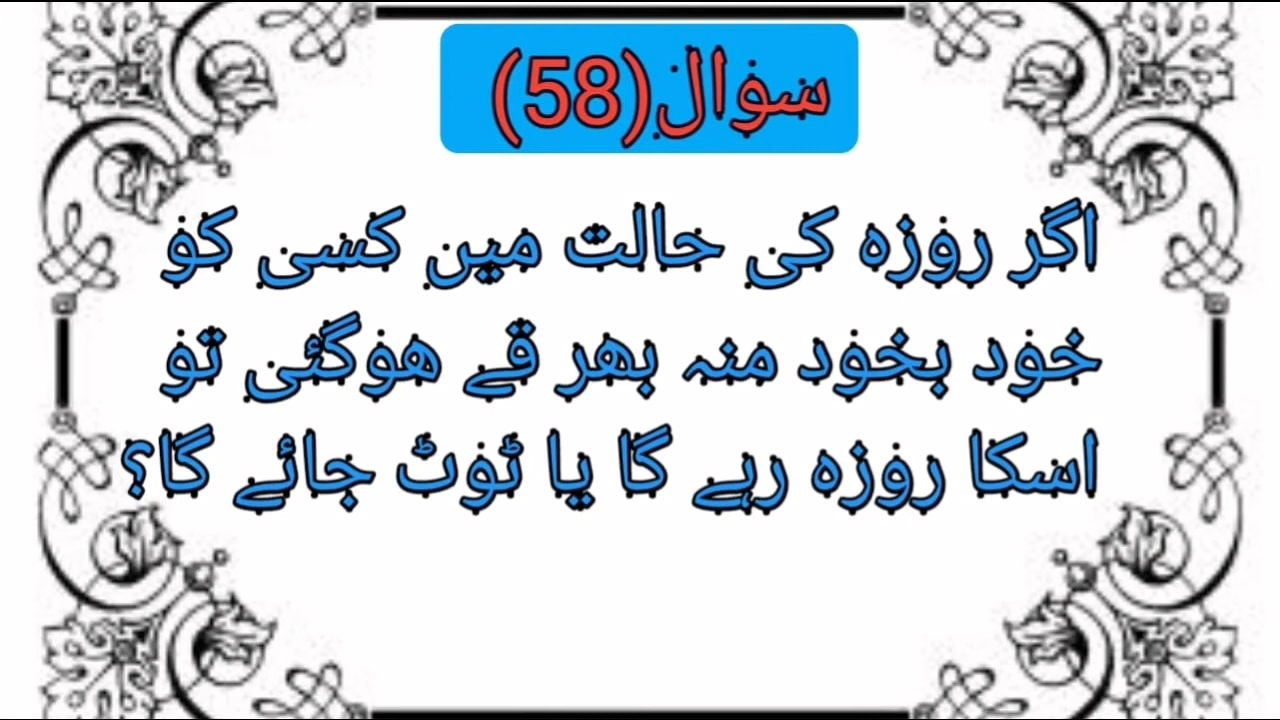 سوال(58)
اگر روزہ کی حالت میں کسی کو
خود بخود منہ بھر قے ھوگئی تو
اسکا روزہ رہے گا یا ٹوٹ جائے گا؟